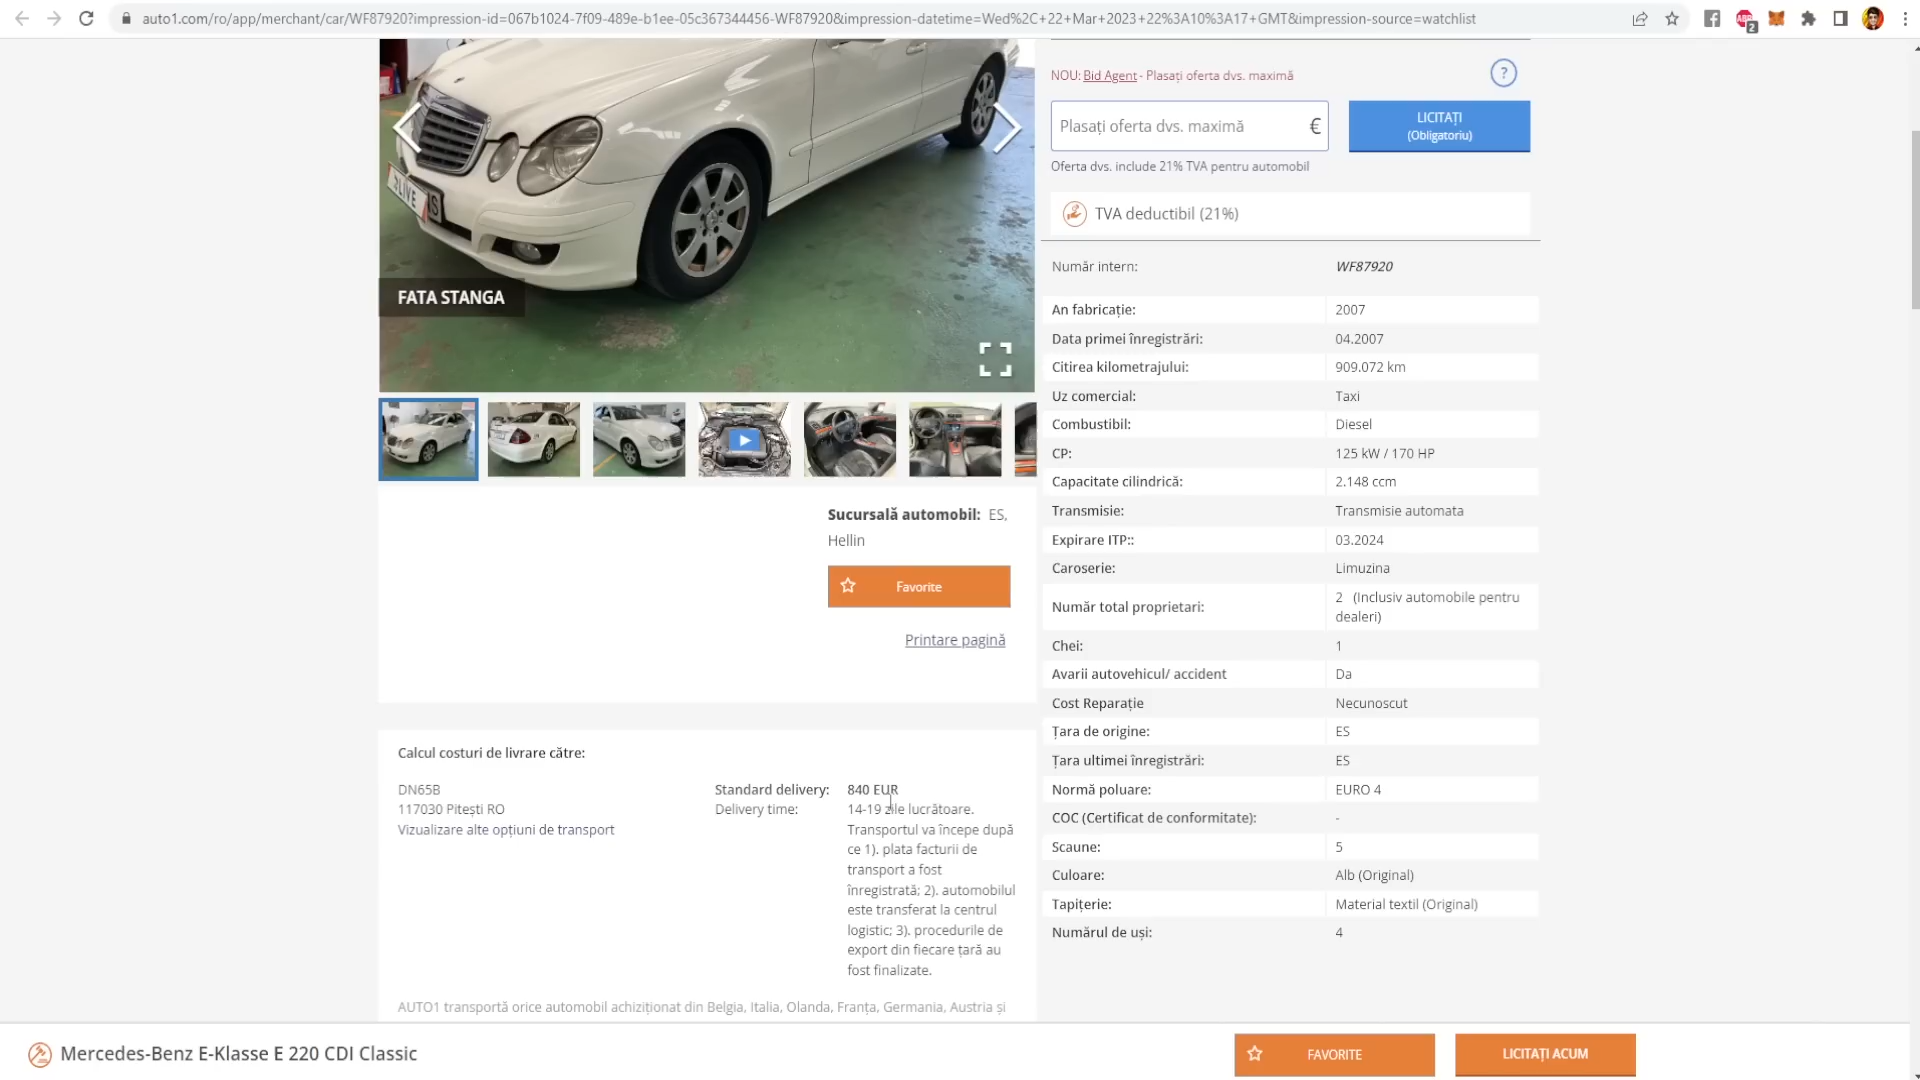 auto1.com/ro/app/merchant/car/WF87920?impression-id=067b1024-7f09-489e-b1ee-05c367344456-WF87920&impression-datetime=Wed%2C+22+Mar+2023+22%3A10%3A17+GMT&impression-source=watchlist
2
LIVE
FATA STANGA
NOU: Bid Agent - Plasați oferta dvs. maximă
?
Plasați oferta dvs. maximă €
LICITAȚI
(Obligatoriu)
Oferta dvs. include 21% TVA pentru automobil
TVA deductibil (21%)
Număr intern: WF87920
An fabricație: 2007
Data primei înregistrări: 04.2007
Citirea kilometrajului: 909.072 km
Uz comercial: Taxi
Combustibil: Diesel
CP: 125 kW / 170 HP
Capacitate cilindrică: 2.148 ccm
Transmisie: Transmisie automata
Expirare ITP:: 03.2024
Caroserie: Limuzina
Număr total proprietari: 2 (Inclusiv automobile pentru
dealeri)
Chei: 1
Avarii autovehicul/ accident Da
Cost Reparație Necunoscut
Țara de origine: ES
Țara ultimei înregistrări: ES
Normă poluare: EURO 4
COC (Certificat de conformitate): -
Scaune: 5
Culoare: Alb (Original)
Tapițerie: Material textil (Original)
Numărul de uși: 4
Sucursală automobil: ES,
Hellin
Favorite
Printare pagină
Calcul costuri de livrare către:
DN65B
117030 Pitești RO
Vizualizare alte opțiuni de transport
Standard delivery: 840 EUR
Delivery time: 14-19 zile lucrătoare.
Transportul va începe după
ce 1). plata facturii de
transport a fost
înregistrată; 2). automobilul
este transferat la centrul
logistic; 3). procedurile de
export din fiecare țară au
fost finalizate.
AUTO1 transportă orice automobil achiziționat din Belgia, Italia, Olanda, Franța, Germania, Austria și
Mercedes-Benz E-Klasse E 220 CDI Classic
FAVORITE
LICITAȚI ACUM